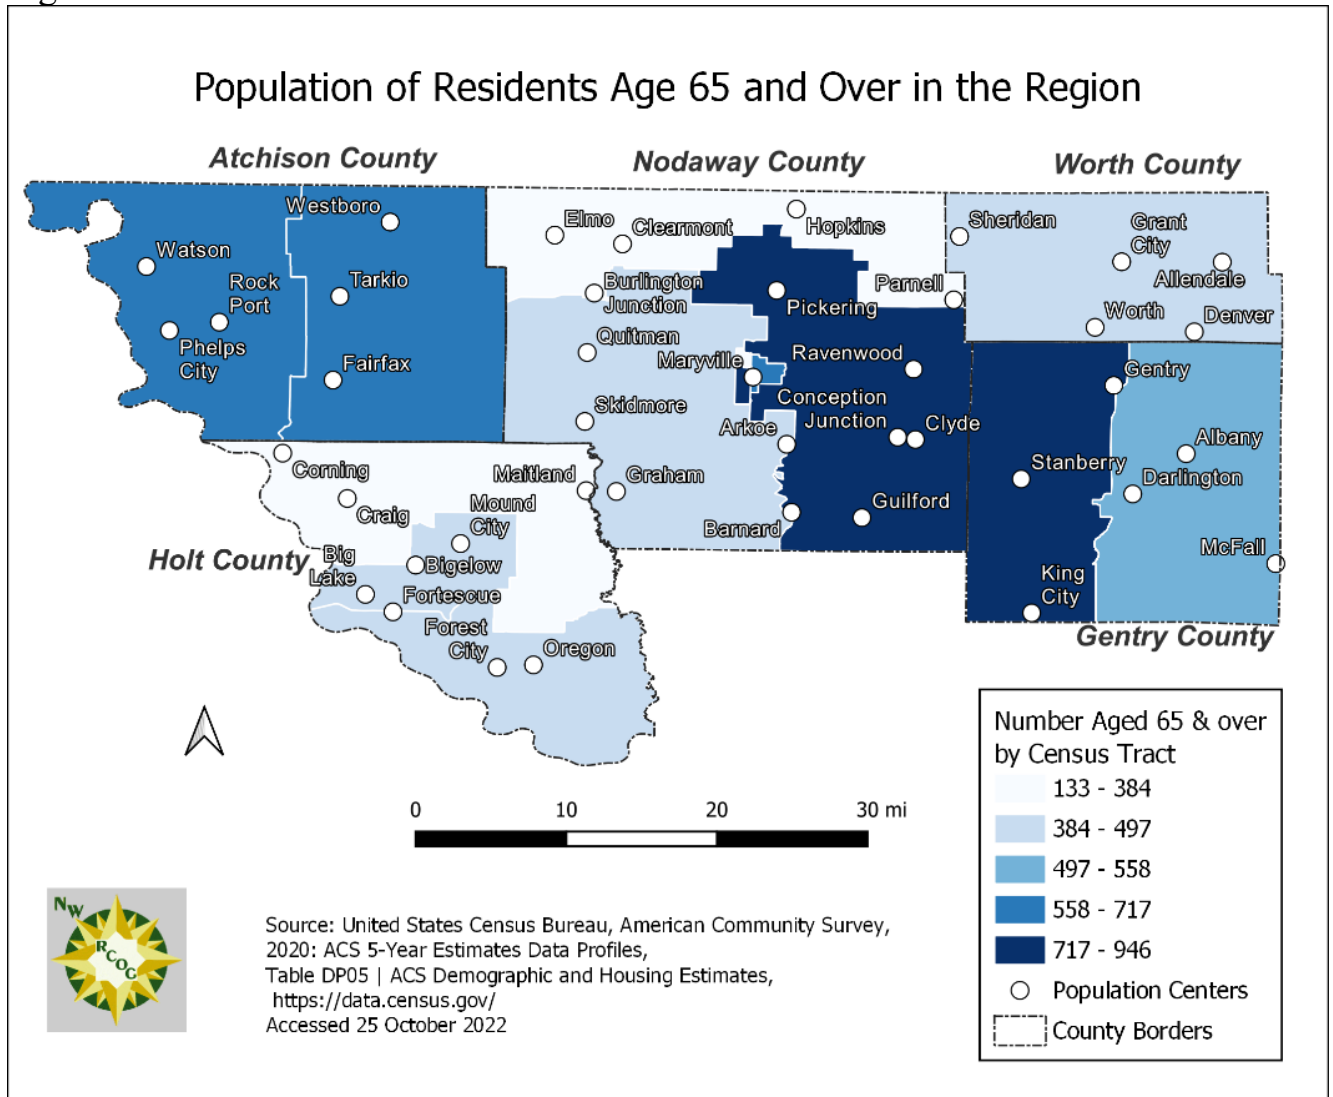 Population of Residents Age 65 and Over in the Region
Atchison County
Nodaway County
Worth County
Westboro
Watson
Rock
Port
Tarkio
Phelps
City
Fairfax
Elmo
Clearmont
Hopkins
Burlington
Junction
Parnell
Pickering
Quitman
Maryville
Ravenwood
Skidmore
Conception
Junction
Clyde
Arkoe
Graham
Guilford
Barnard
Sheridan
Grant
City
Allendale
Worth
Denver
Gentry
Albany
Stanberry
Darlington
McFall
King
City
Gentry County
Corning
Maitland
Craig
Mound
City
Holt County
Big
Lake
Bigelow
Fortescue
Forest
City
Oregon
Number Aged 65 & over
by Census Tract
133 - 384
384 - 497
497 - 558
558 - 717
717 - 946
Population Centers
County Borders
0 10 20 30 mi
NW
RCOG
Source: United States Census Bureau, American Community Survey,
2020: ACS 5-Year Estimates Data Profiles,
Table DP05 | ACS Demographic and Housing Estimates,
https://data.census.gov/
Accessed 25 October 2022